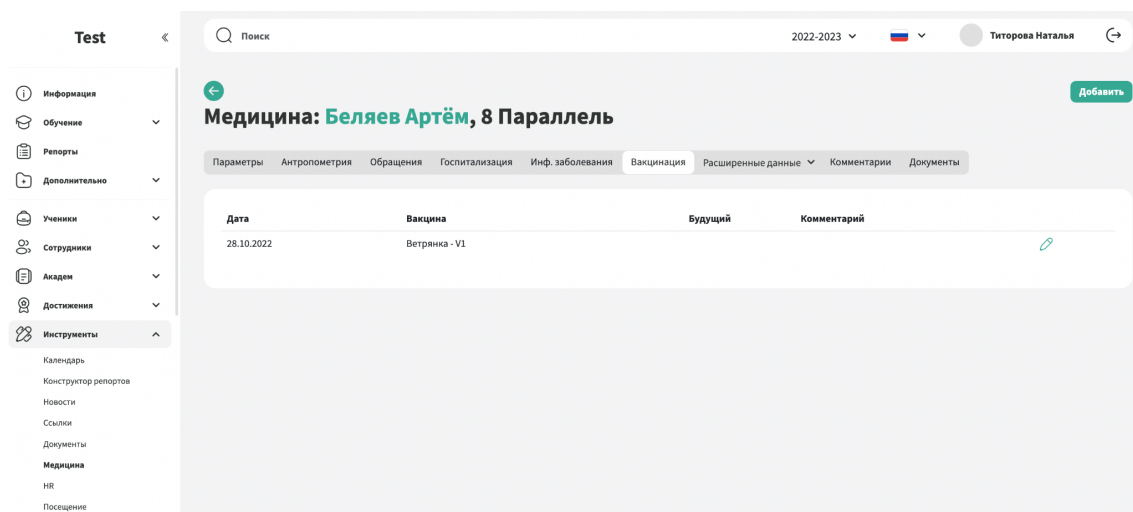 Test «
Поиск
2022-2023
Титорова Наталья
Информация
Обучение
Репорты
Дополнительно
Ученики
Сотрудники
Академ
Достижения
Инструменты
Календарь
Конструктор репортов
Новости
Ссылки
Документы
Медицина
HR
Посещение
Добавить
Медицина: Беляев Артём, 8 Параллель
Параметры Антропометрия Обращения Госпитализация Инф. заболевания Вакцинация Расширенные данные Комментарии Документы
Дата Вакцина Будущий Комментарий
28.10.2022 Ветрянка - V1